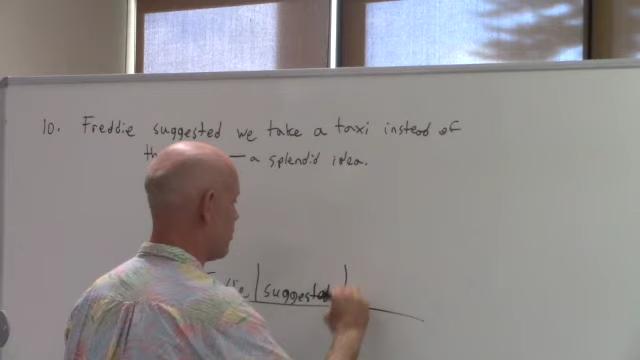 10. Freddie suggested we take a taxi instead of
— a splendid idea.
suggested